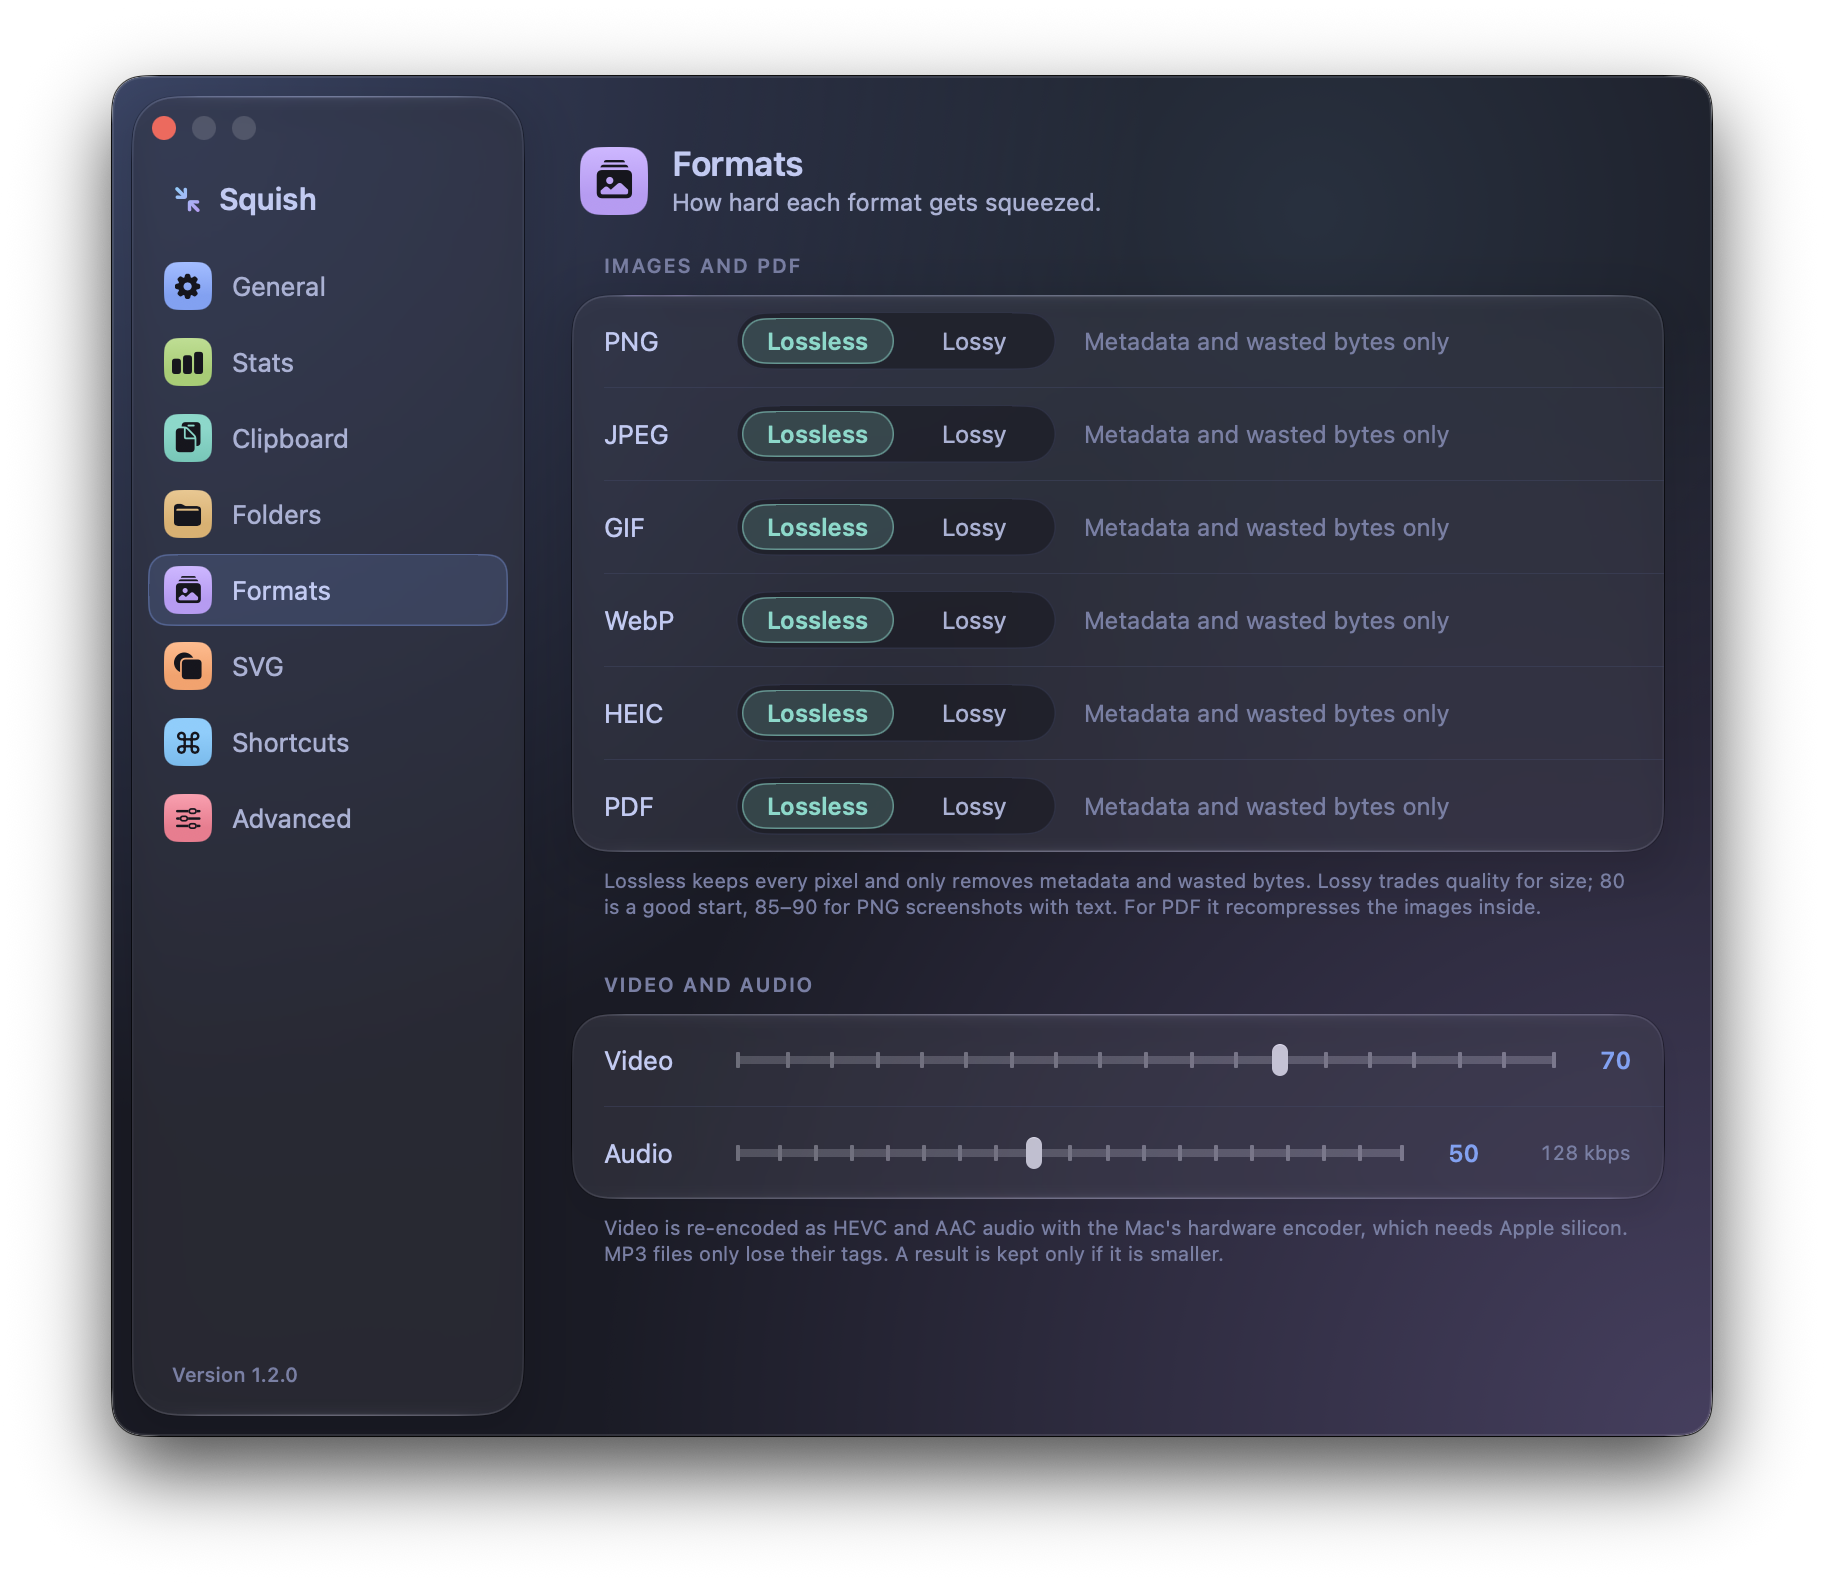 Squish
General
Stats
Clipboard
Folders
Formats
SVG
Shortcuts
Advanced
Version 1.2.0
Formats
How hard each format gets squeezed.
IMAGES AND PDF
PNG Lossless Lossy Metadata and wasted bytes only
JPEG Lossless Lossy Metadata and wasted bytes only
GIF Lossless Lossy Metadata and wasted bytes only
WebP Lossless Lossy Metadata and wasted bytes only
HEIC Lossless Lossy Metadata and wasted bytes only
PDF Lossless Lossy Metadata and wasted bytes only
Lossless keeps every pixel and only removes metadata and wasted bytes. Lossy trades quality for size; 80
is a good start, 85–90 for PNG screenshots with text. For PDF it recompresses the images inside.
VIDEO AND AUDIO
Video 70
Audio 50 128 kbps
Video is re-encoded as HEVC and AAC audio with the Mac's hardware encoder, which needs Apple silicon.
MP3 files only lose their tags. A result is kept only if it is smaller.